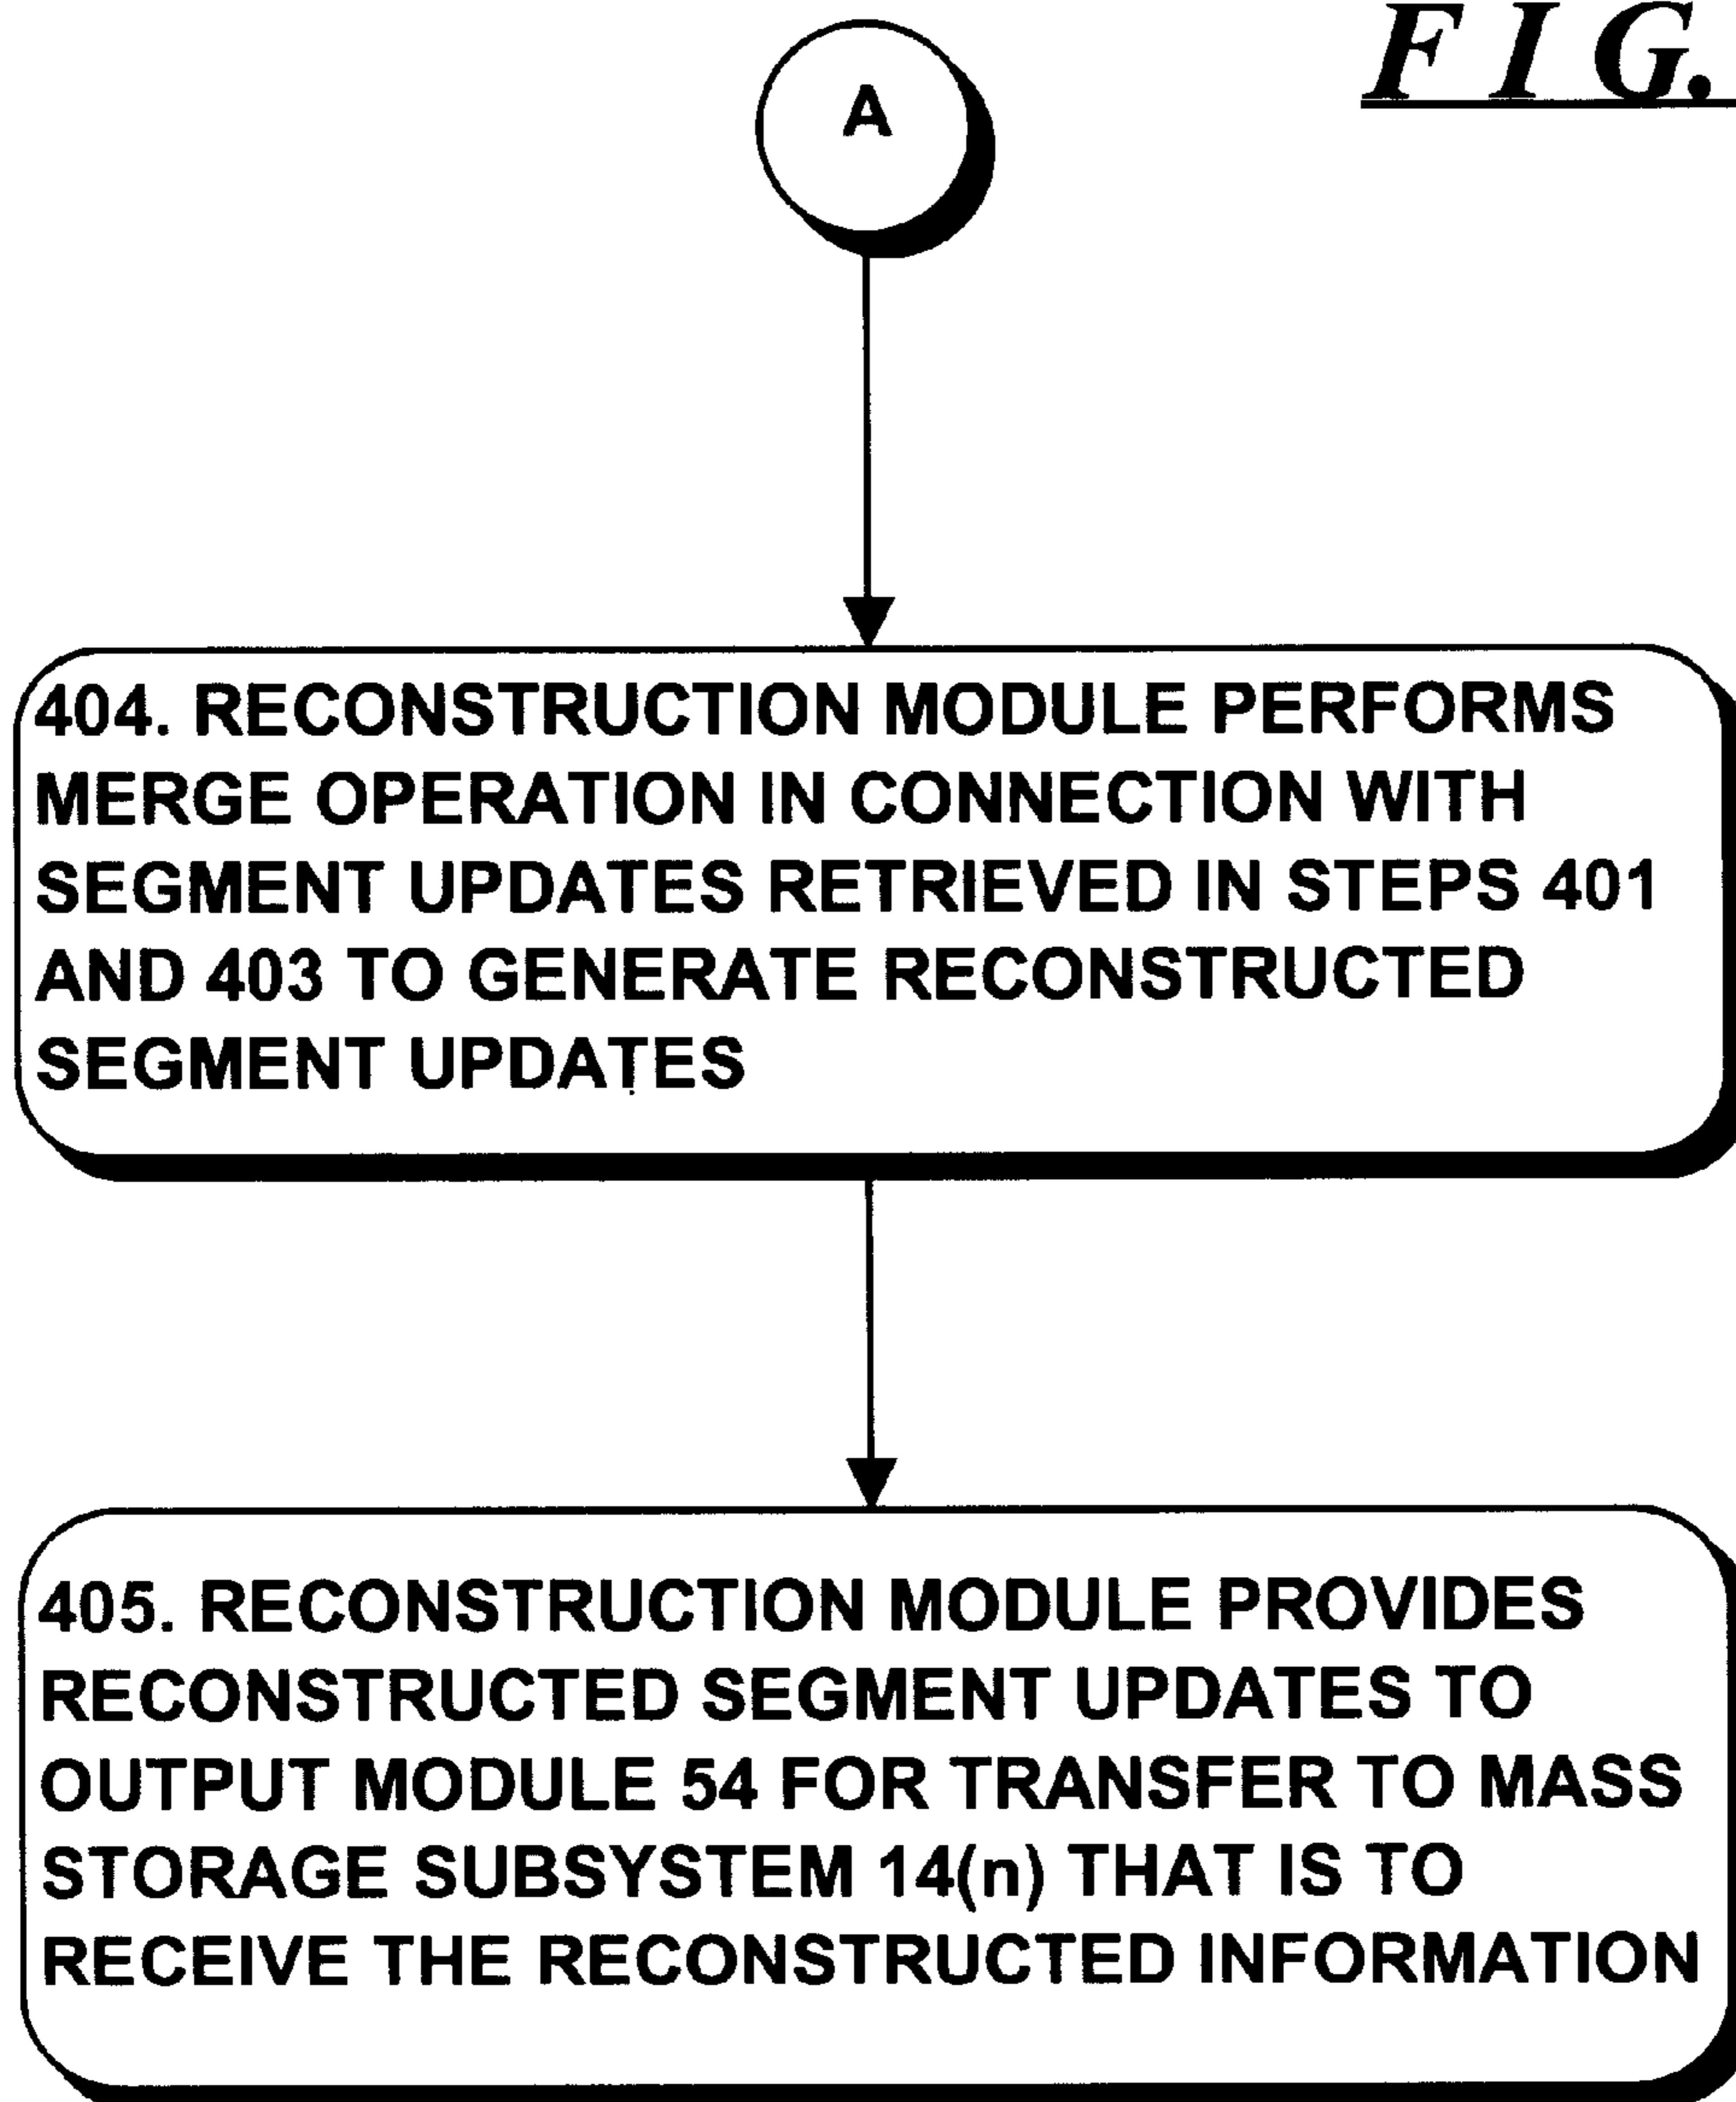 FIG.
A
404. RECONSTRUCTION MODULE PERFORMS
MERGE OPERATION IN CONNECTION WITH
SEGMENT UPDATES RETRIEVED IN STEPS 401
AND 403 TO GENERATE RECONSTRUCTED
SEGMENT UPDATES
405. RECONSTRUCTION MODULE PROVIDES
RECONSTRUCTED SEGMENT UPDATES TO
OUTPUT MODULE 54 FOR TRANSFER TO MASS
STORAGE SUBSYSTEM 14(n) THAT IS TO
RECEIVE THE RECONSTRUCTED INFORMATION